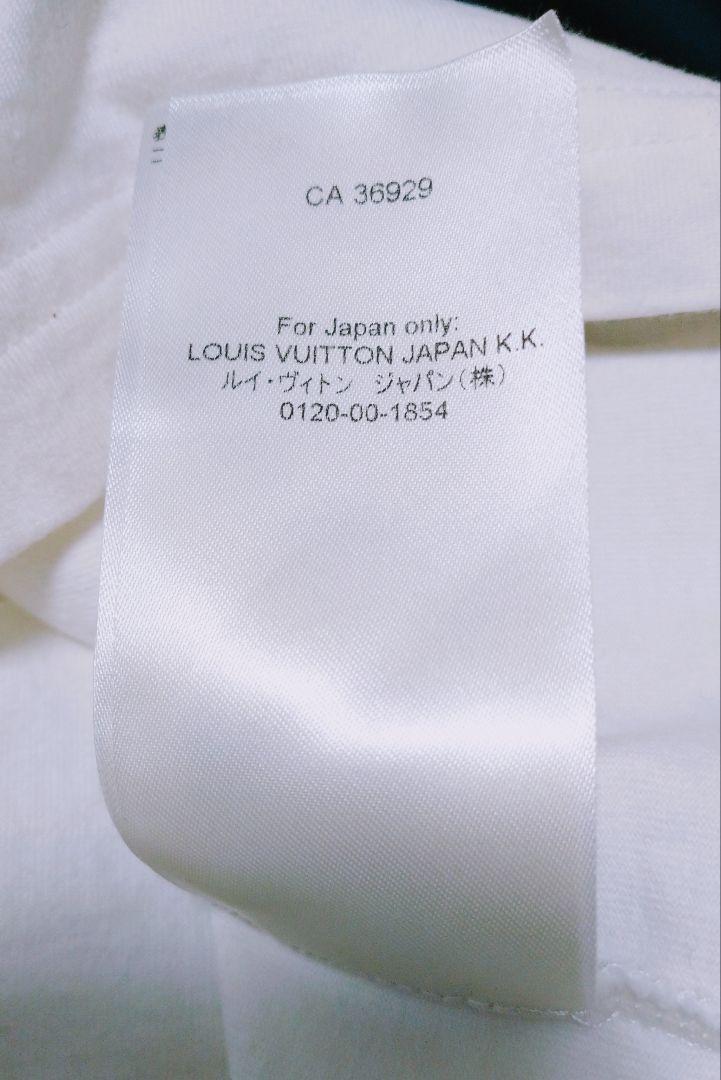 CA 36929
For Japan only:
LOUIS VUITTON JAPAN K.K.
ルイ・ヴィトン　ジャパン（株）
0120-00-1854